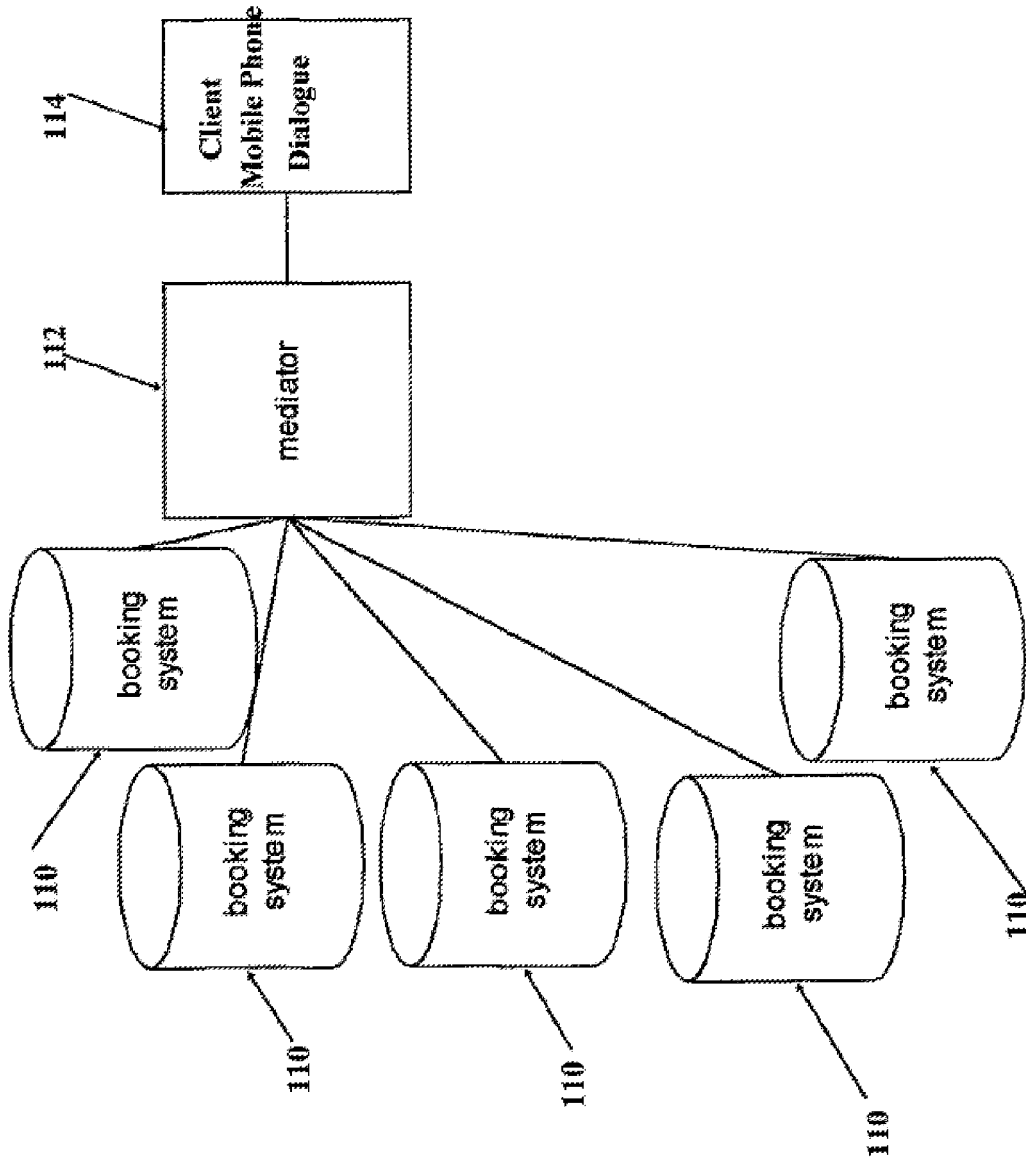 110
112
114
booking
system
mediator
Client
Mobile Phone
Dialogue
110
booking
system
110
booking
system
110
booking
system
110
booking
system